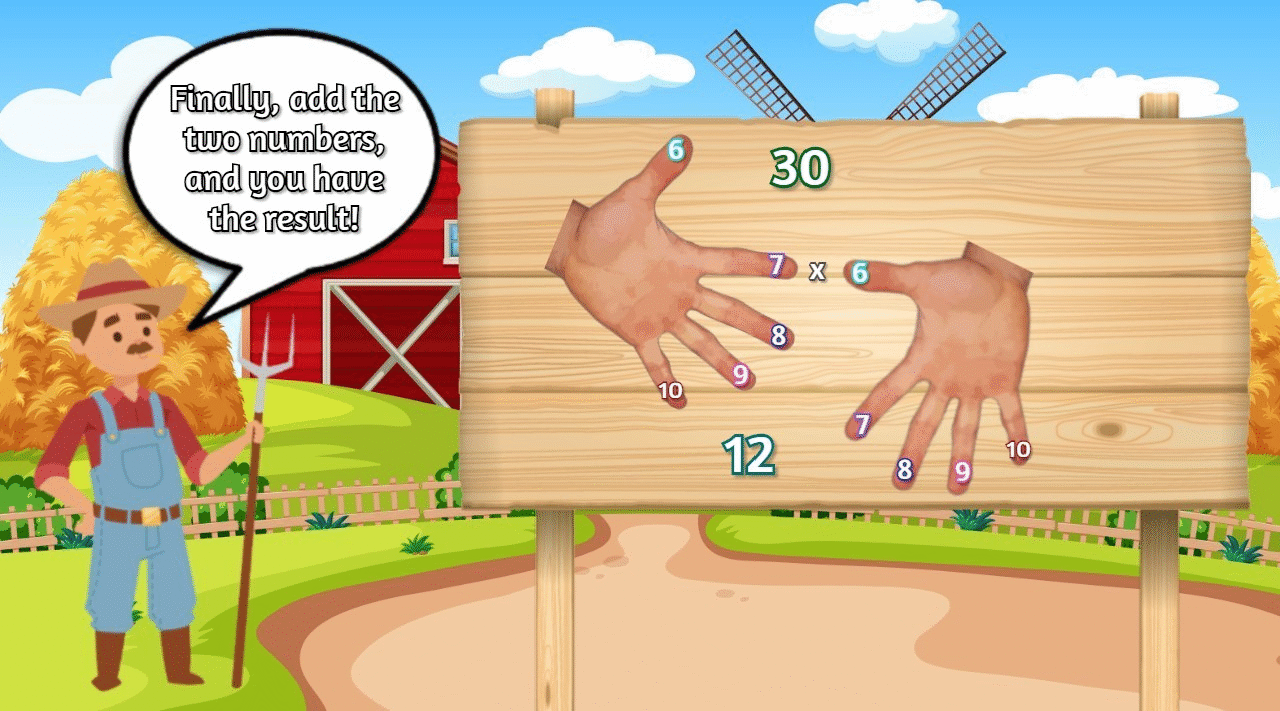 Finally, add the
two numbers,
and you have
the result!
30
6
7 x 6
8
9
10
7
8 9 10
12